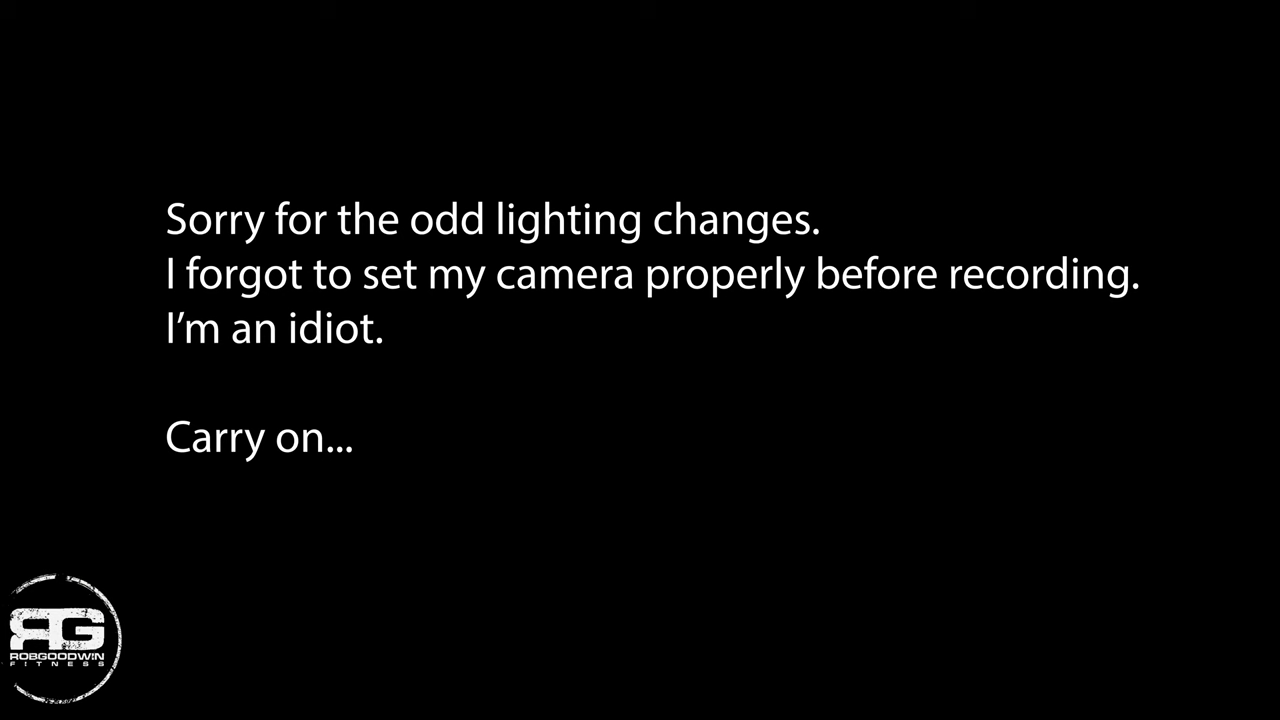 Sorry for the odd lighting changes.
I forgot to set my camera properly before recording.
I'm an idiot.
Carry on...
RG
ROBGOODWIN
FITNESS